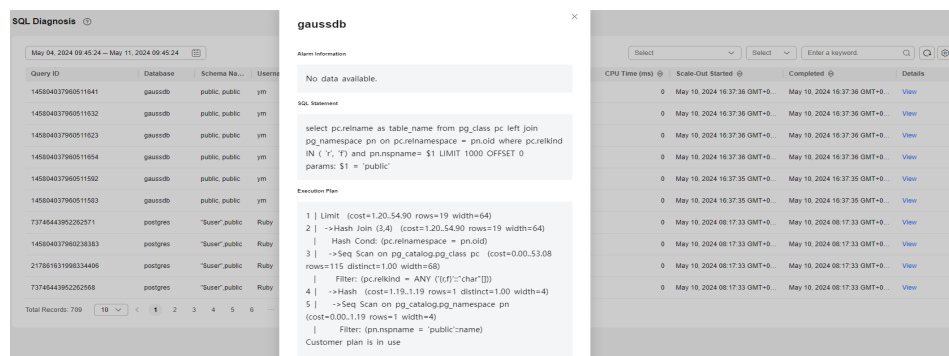 SQL Diagnosis
May 04, 2024 09:45:24 -- May 11, 2024 09:45:24
Select
Select
Enter a keyword.
Query ID Database Schema Na... Userna
CPU Time (ms) Scale-Out Started Completed Details
145804037960511641 gaussdb public, public ym 0 May 10, 2024 16:37:36 GMT+0... May 10, 2024 16:37:36 GMT+0... View
145804037960511632 gaussdb public, public ym 0 May 10, 2024 16:37:36 GMT+0... May 10, 2024 16:37:36 GMT+0... View
145804037960511623 gaussdb public, public ym 0 May 10, 2024 16:37:36 GMT+0... May 10, 2024 16:37:36 GMT+0... View
145804037960511654 gaussdb public, public ym 0 May 10, 2024 16:37:36 GMT+0... May 10, 2024 16:37:36 GMT+0... View
145804037960511592 gaussdb public, public ym 0 May 10, 2024 16:37:35 GMT+0... May 10, 2024 16:37:35 GMT+0... View
145804037960511583 gaussdb public, public ym 0 May 10, 2024 16:37:35 GMT+0... May 10, 2024 16:37:35 GMT+0... View
73746443952262571 postgres "$user",public Ruby 0 May 10, 2024 08:17:33 GMT+0... May 10, 2024 08:17:33 GMT+0... View
145804037960238383 postgres "$user",public Ruby 0 May 10, 2024 08:17:33 GMT+0... May 10, 2024 08:17:33 GMT+0... View
217861631998334406 postgres "$user",public Ruby 0 May 10, 2024 08:17:33 GMT+0... May 10, 2024 08:17:33 GMT+0... View
73746443952262568 postgres "$user",public Ruby 0 May 10, 2024 08:17:33 GMT+0... May 10, 2024 08:17:33 GMT+0... View
Total Records: 709 10 < 1 2 3 4 5 6 ...
gaussdb
Alarm Information
No data available.
SQL Statement
select pc.relname as table_name from pg_class pc left join
pg_namespace pn on pc.relnamespace = pn.oid where pc.relkind
IN ( 'r', 'f') and pn.nspname= $1 LIMIT 1000 OFFSET 0
params: $1 = 'public'
Execution Plan
1 | Limit (cost=1.20..54.90 rows=19 width=64)
2 | ->Hash Join (3,4) (cost=1.20..54.90 rows=19 width=64)
| Hash Cond: (pc.relnamespace = pn.oid)
3 | ->Seq Scan on pg_catalog.pg_class pc (cost=0.00..53.08
rows=115 distinct=1.00 width=68)
| Filter: (pc.relkind = ANY ('{r,f}'::"char"[]))
4 | ->Hash (cost=1.19..1.19 rows=1 distinct=1.00 width=4)
5 | ->Seq Scan on pg_catalog.pg_namespace pn
(cost=0.00..1.19 rows=1 width=4)
| Filter: (pn.nspname = 'public'::name)
Customer plan is in use